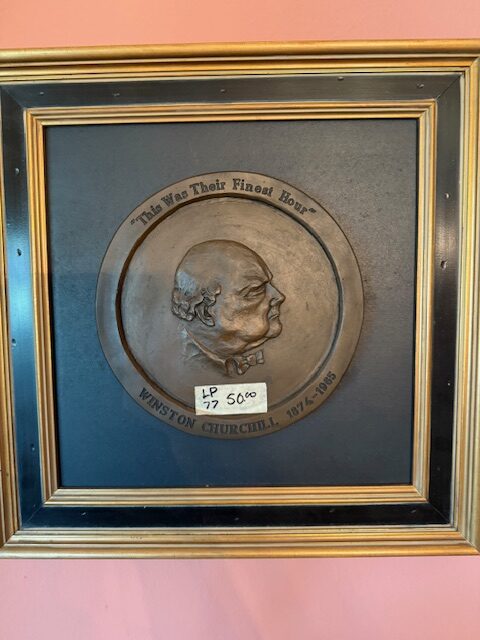 "This Was Their Finest Hour"
LP 50.00
77
WINSTON CHURCHILL 1874-1965